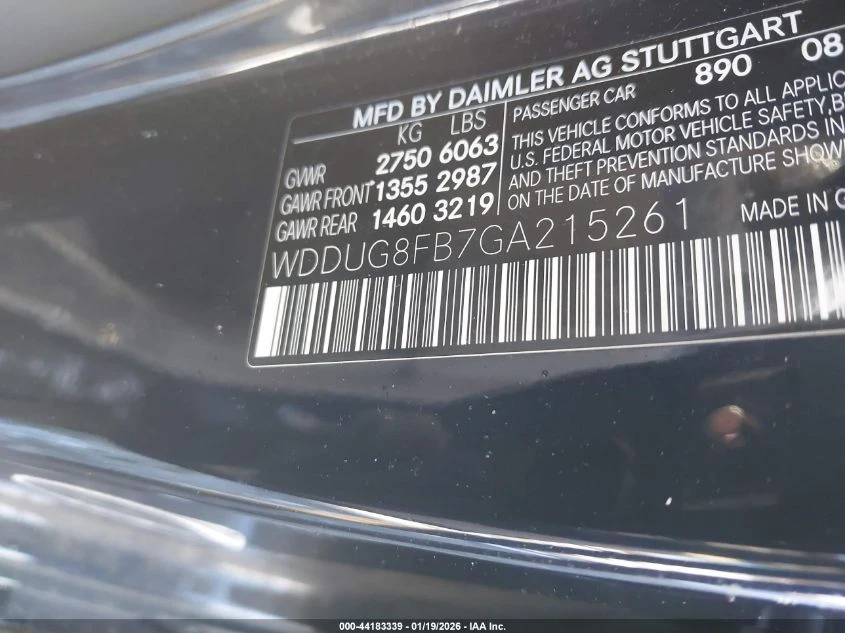 MFD BY DAIMLER AG STUTTGART
KG LBS
GVWR 2750 6063
GAWR FRONT 1355 2987
GAWR REAR 1460 3219
PASSENGER CAR 890 08
THIS VEHICLE CONFORMS TO ALL
U.S. FEDERAL MOTOR VEHICLE SAFETY,
AND THEFT PREVENTION STANDARDS IN
ON THE DATE OF MANUFACTURE
WDDUG8FB7GA215261
MADE IN
000-44183339 - 01/19/2026 - IAA Inc.